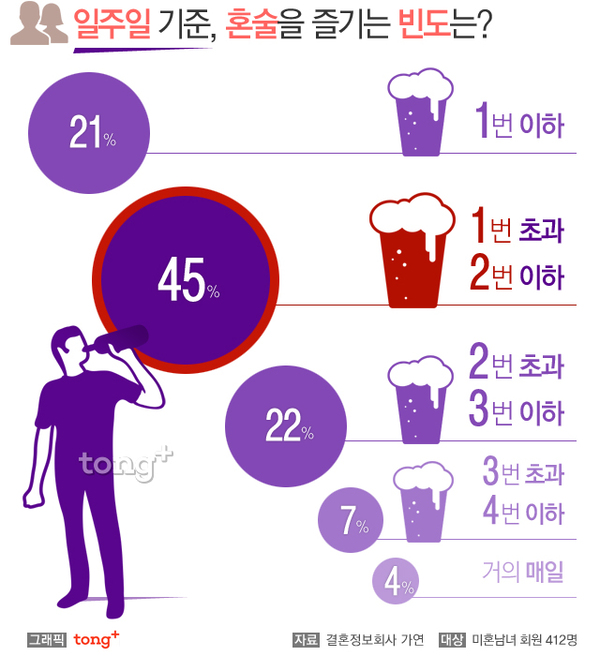 일주일 기준, 혼술을 즐기는 빈도는?
21%
1번 이하
45%
1번 초과
2번 이하
22%
2번 초과
3번 이하
tong+
7%
3번 초과
4번 이하
4%
거의 매일
그래픽 tong+
자료 결혼정보회사 가연 대상 미혼남녀 회원 412명